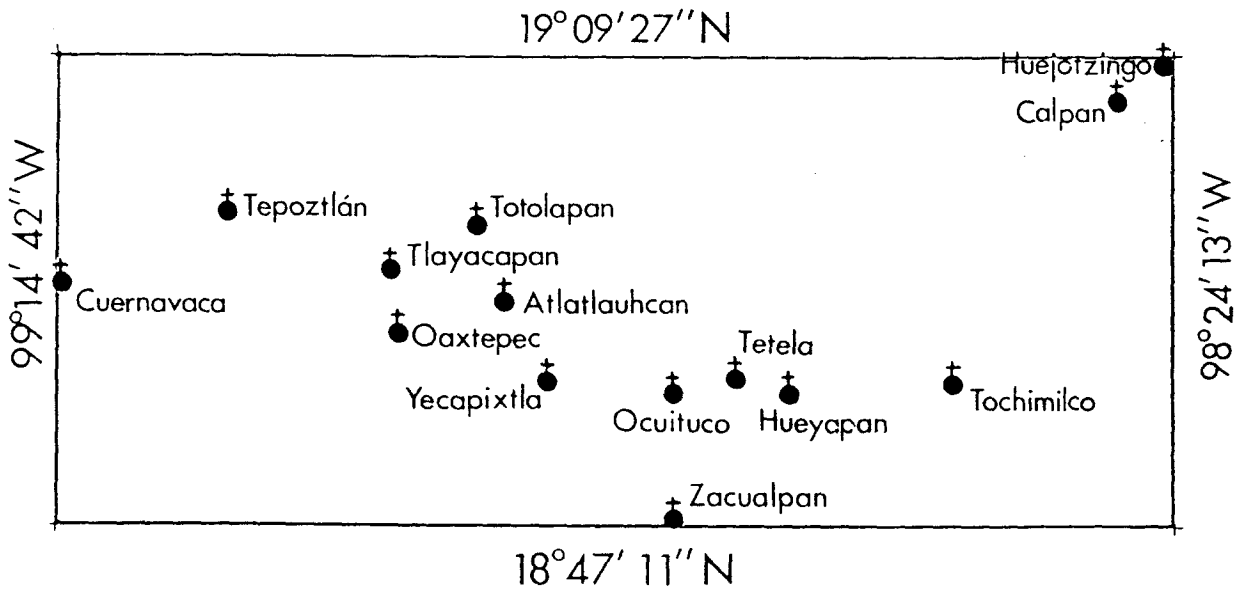 19°09'27''N
Huejotzingo
Calpan
99°14' 42''W
98°24' 13''W
Tepoztlán
Totolapan
Tlayacapan
Cuernavaca
Atlatlauhcan
Oaxtepec
Tetela
Yecapixtla
Tochimilco
Ocuituco
Hueyapan
Zacualpan
18°47' 11''N